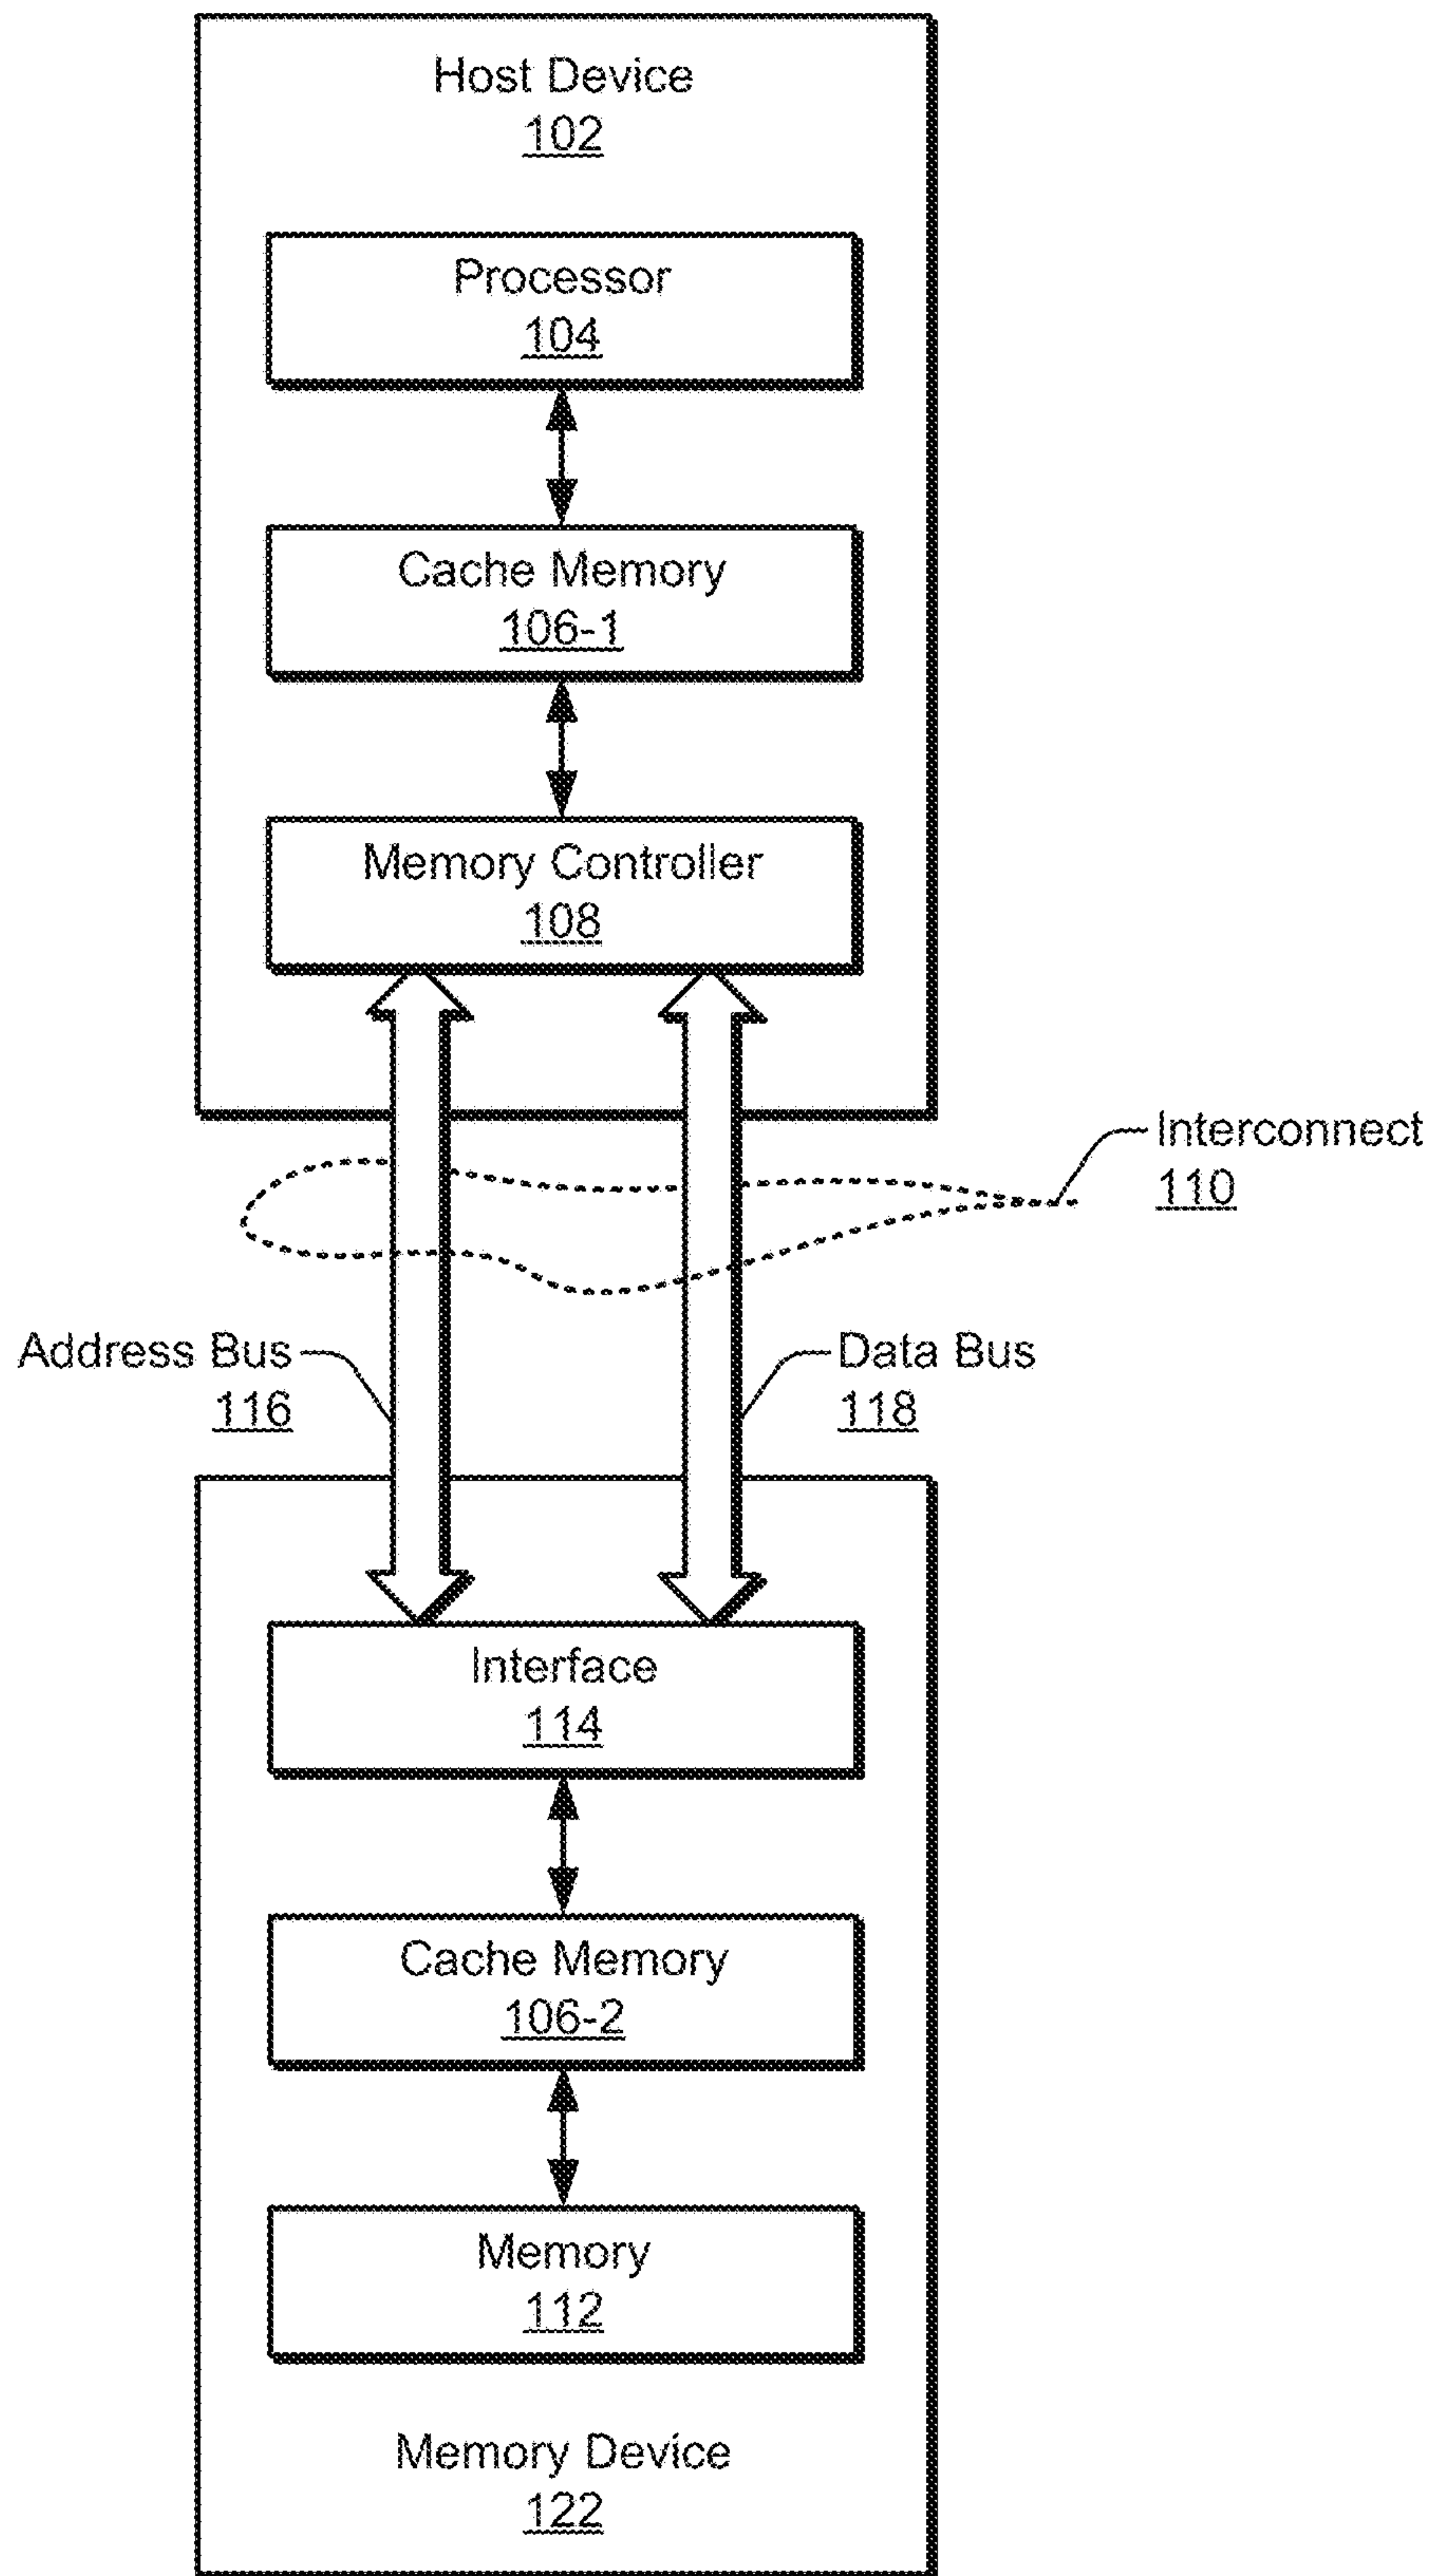 Host Device
102
Processor
104
Cache Memory
106-1
Memory Controller
108
Interconnect
110
Address Bus
116
Data Bus
118
Interface
114
Cache Memory
106-2
Memory
112
Memory Device
122